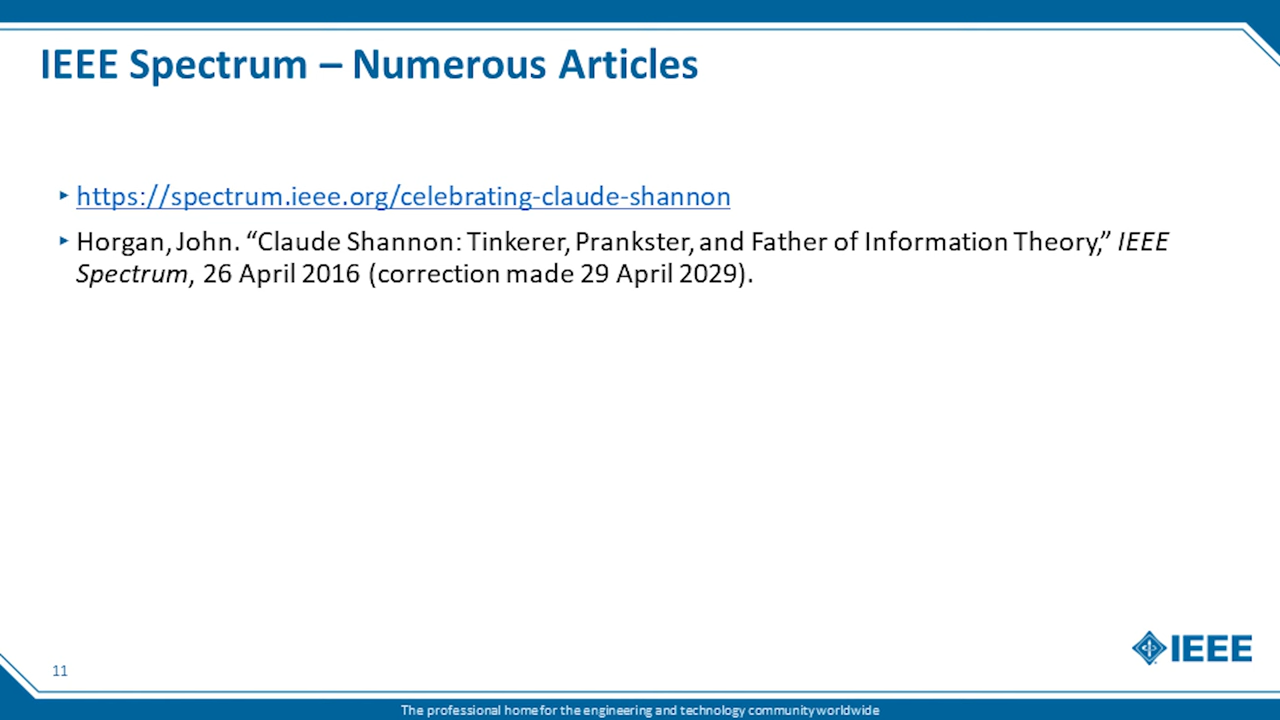 IEEE Spectrum – Numerous Articles
‣ https://spectrum.ieee.org/celebrating-claude-shannon
‣ Horgan, John. “Claude Shannon: Tinkerer, Prankster, and Father of Information Theory,” IEEE
Spectrum, 26 April 2016 (correction made 29 April 2029).
IEEE
11
The professional home for the engineering and technology community worldwide